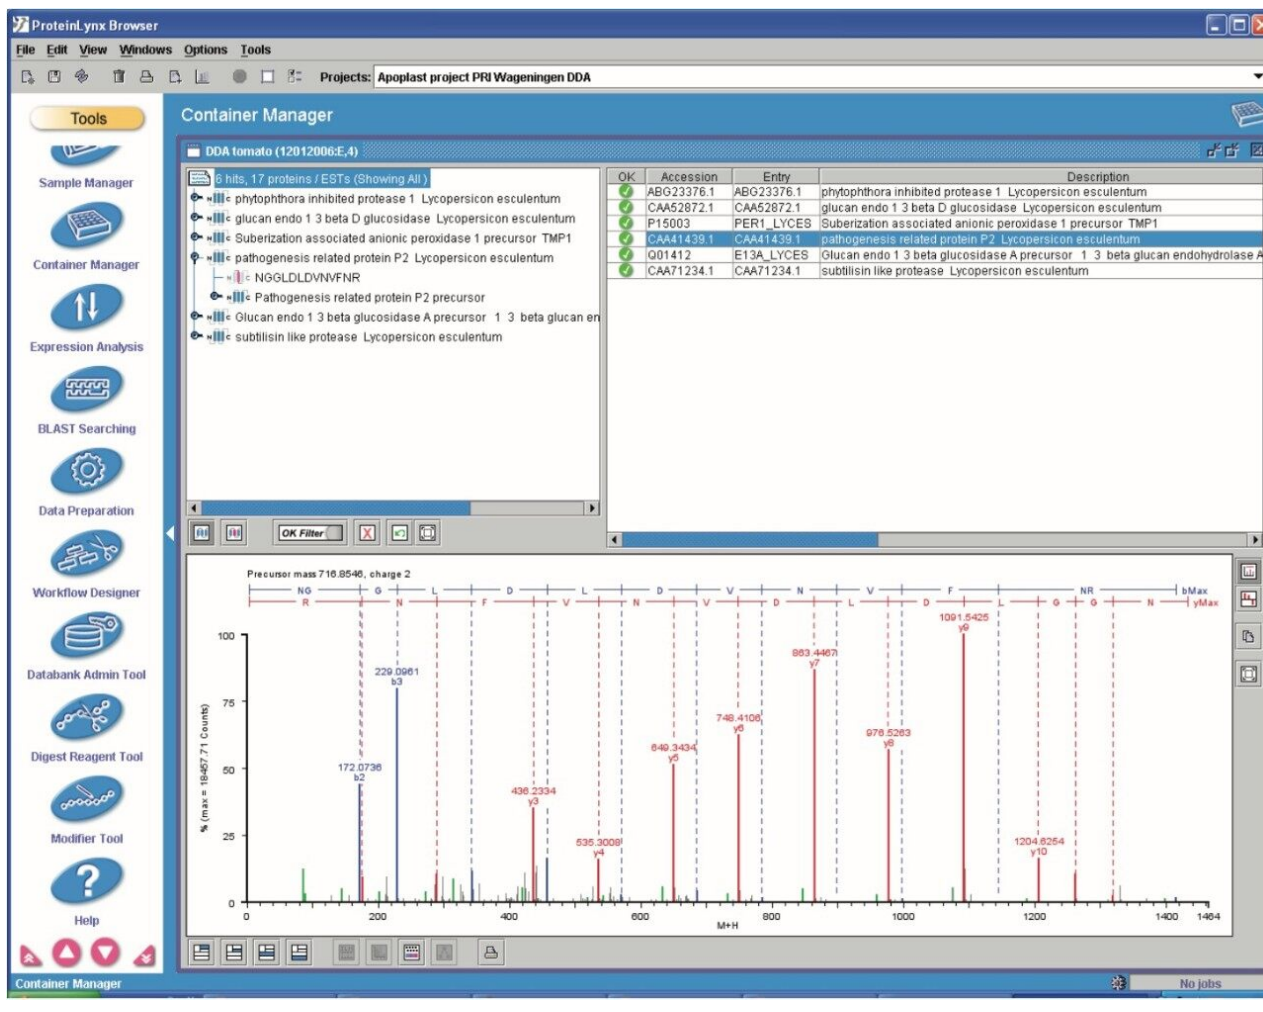 ProteinLynx Browser
File Edit View Windows Options Tools
Projects: Apoplast project PRI Wageningen DDA
Tools
Container Manager
DDA tomato (12012006:E,4)
Sample Manager
Container Manager
Expression Analysis
BLAST Searching
Data Preparation
Workflow Designer
Databank Admin Tool
Digest Reagent Tool
Modifier Tool
Help
6 hits, 17 proteins / ESTs (Showing All )
phytophthora inhibited protease 1 Lycopersicon esculentum
glucan endo 1 3 beta D glucosidase Lycopersicon esculentum
Suberization associated anionic peroxidase 1 precursor TMP1
pathogenesis related protein P2 Lycopersicon esculentum
NGGLDLDVNVFNR
Pathogenesis related protein P2 precursor
Glucan endo 1 3 beta glucosidase A precursor 1 3 beta glucan en
subtilisin like protease Lycopersicon esculentum
OK Filter
OK Accession Entry Description
ABG23376.1 ABG23376.1 phytophthora inhibited protease 1 Lycopersicon esculentum
CAA52872.1 CAA52872.1 glucan endo 1 3 beta D glucosidase Lycopersicon esculentum
P15003 PER1_LYCES Suberization associated anionic peroxidase 1 precursor TMP1
CAA41439.1 CAA41439.1 pathogenesis related protein P2 Lycopersicon esculentum
Q01412 E13A_LYCES Glucan endo 1 3 beta glucosidase A precursor 1 3 beta glucan endohydrolase A
CAA71234.1 CAA71234.1 subtilisin like protease Lycopersicon esculentum
Precursor mass 716.8546, charge 2
NG G L D L D V N V F NR bMax
R N F V N V D L D L G G N yMax
% (max = 18457.71 Counts)
100
75
50
25
0
172.0736
b2
229.0961
b3
436.2334
y3
535.3008
y4
649.3434
y5
748.4106
y6
863.4467
y7
976.5263
y8
1091.5425
y9
1204.6254
y10
0 200 400 600 800 1000 1200 1400 1464
M+H
Container Manager
No jobs